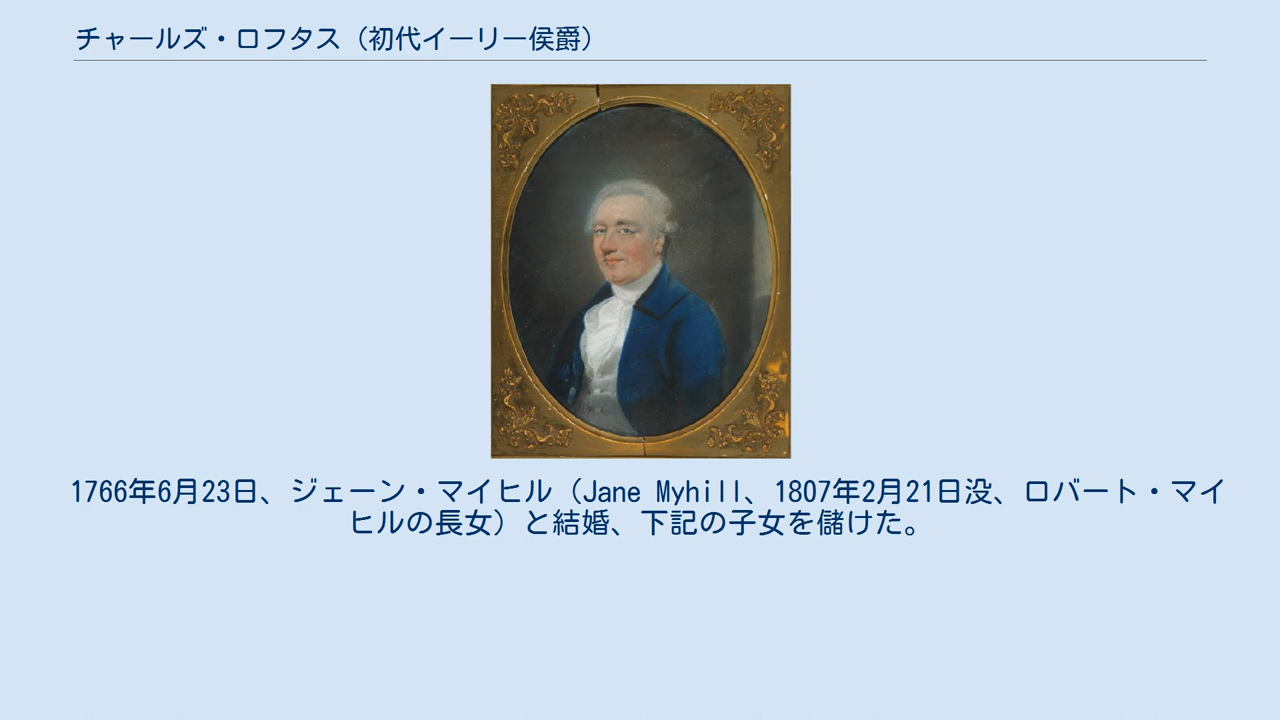 チャールズ・ロフタス（初代イーリー侯爵）
1766年6月23日、ジェーン・マイヒル（Jane Myhill、1807年2月21日没、ロバート・マイ
ヒルの長女）と結婚、下記の子女を儲けた。